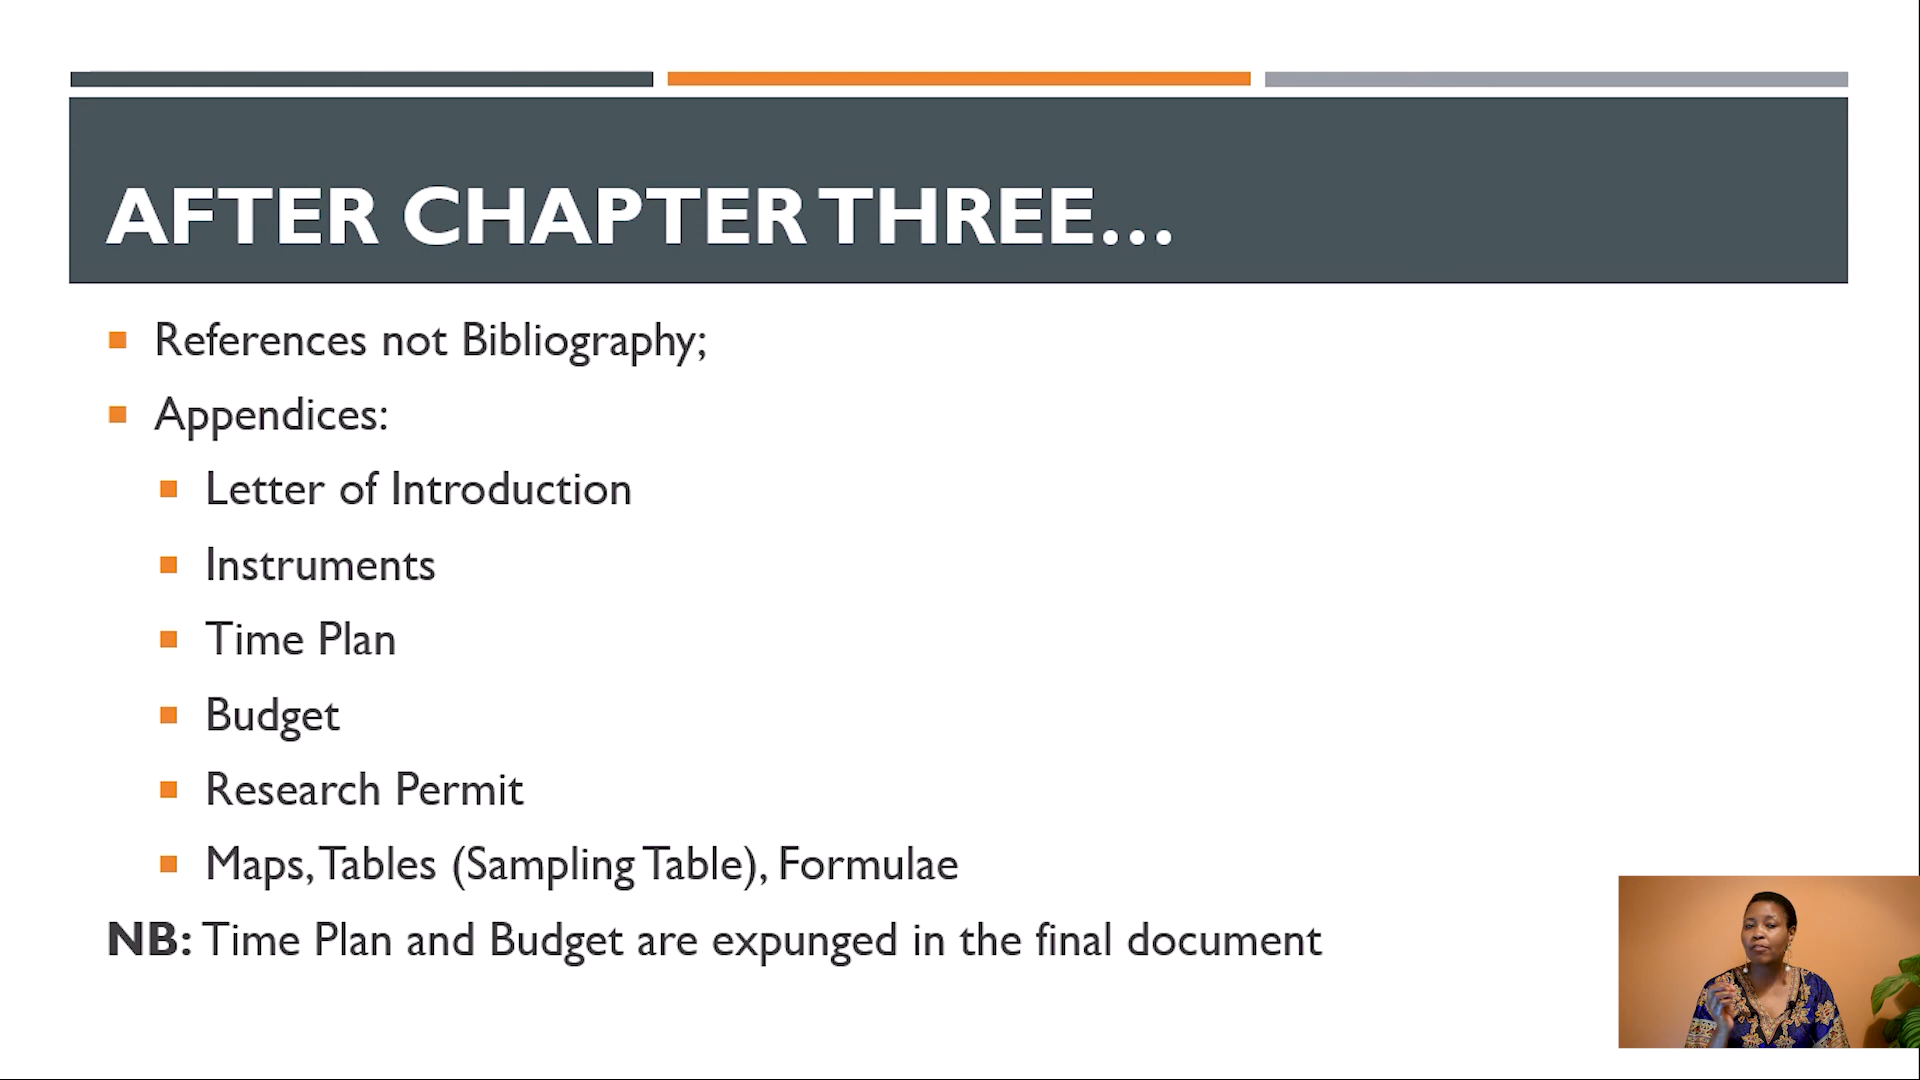 AFTER CHAPTER THREE...
References not Bibliography;
Appendices:
Letter of Introduction
Instruments
Time Plan
Budget
Research Permit
Maps, Tables (Sampling Table), Formulae
NB: Time Plan and Budget are expunged in the final document